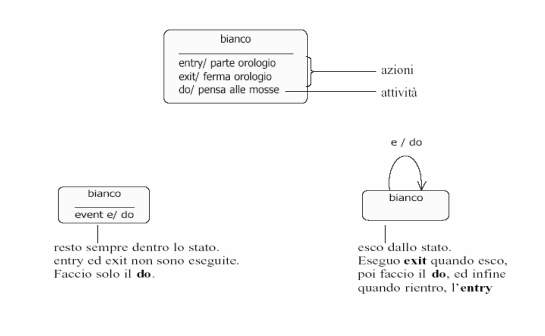 bianco
entry/ parte orologio
exit/ ferma orologio
do/ pensa alle mosse
azioni
attività
bianco
event e/ do
resto sempre dentro lo stato.
entry ed exit non sono eseguite.
Faccio solo il do.
e / do
bianco
esco dallo stato.
Eseguo exit quando esco,
poi faccio il do, ed infine
quando rientro, l'entry